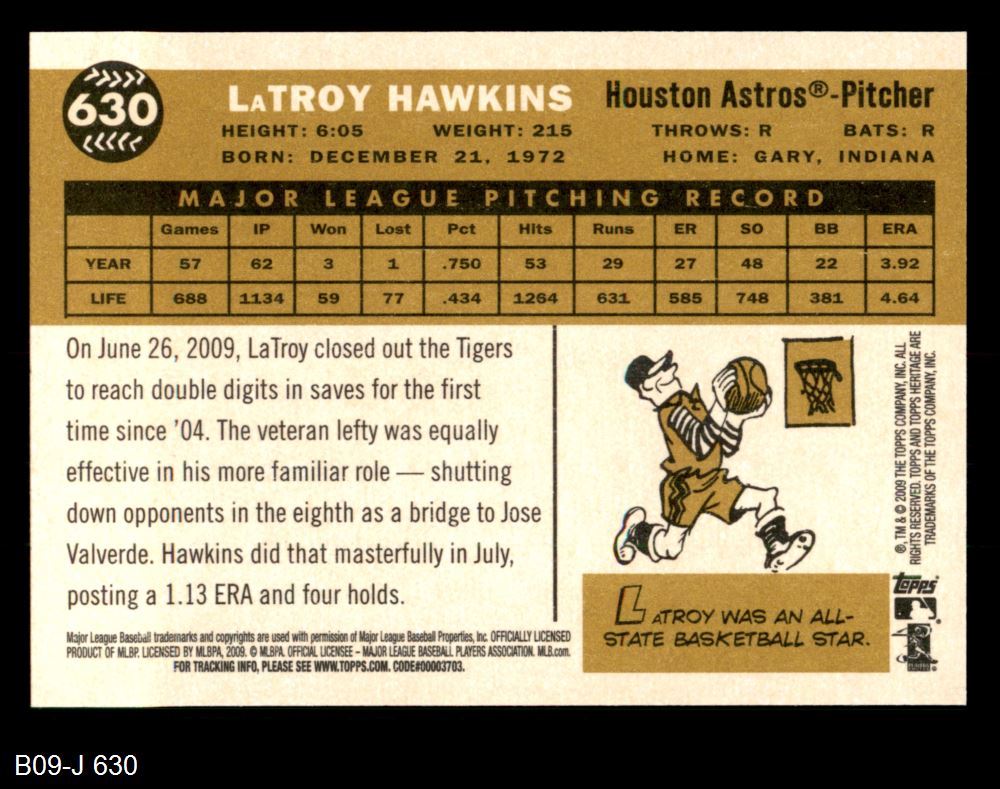 630
LaTROY HAWKINS
Houston Astros®-Pitcher
HEIGHT: 6:05 WEIGHT: 215 THROWS: R BATS: R
BORN: DECEMBER 21, 1972 HOME: GARY, INDIANA
MAJOR LEAGUE PITCHING RECORD
Games IP Won Lost Pct Hits Runs ER SO BB ERA
YEAR 57 62 3 1 .750 53 29 27 48 22 3.92
LIFE 688 1134 59 77 .434 1264 631 585 748 381 4.64
On June 26, 2009, LaTroy closed out the Tigers
to reach double digits in saves for the first
time since '04. The veteran lefty was equally
effective in his more familiar role — shutting
down opponents in the eighth as a bridge to Jose
Valverde. Hawkins did that masterfully in July,
posting a 1.13 ERA and four holds.
Major League Baseball trademarks and copyrights are used with permission of Major League Baseball Properties, Inc. OFFICIALLY LICENSED
PRODUCT OF MLBP. LICENSED BY MLBPA, 2009. © MLBPA. OFFICIAL LICENSEE – MAJOR LEAGUE BASEBALL PLAYERS ASSOCIATION. MLB.com.
FOR TRACKING INFO, PLEASE SEE WWW.TOPPS.COM. CODE#00003703.
LATROY WAS AN ALL-
STATE BASKETBALL STAR.
®, TM & © 2009 THE TOPPS COMPANY, INC. ALL
RIGHTS RESERVED. TOPPS AND TOPPS HERITAGE ARE
TRADEMARKS OF THE TOPPS COMPANY, INC.
topps
B09-J 630